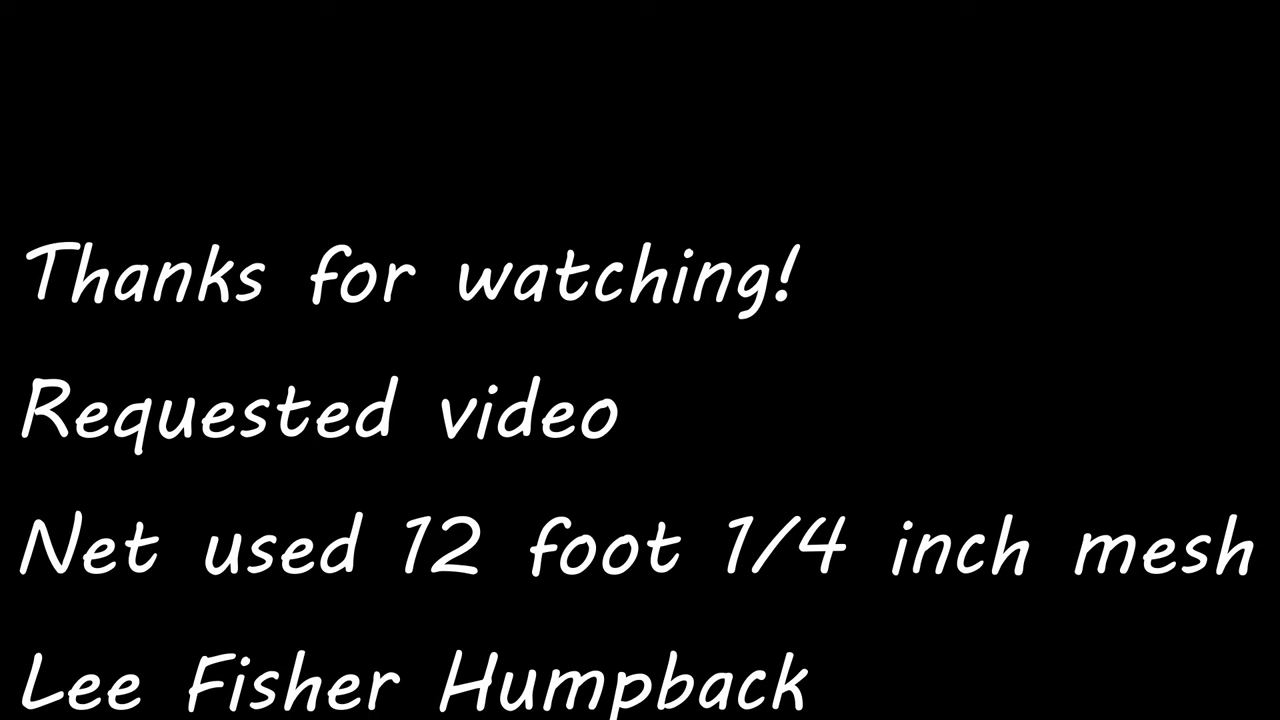 Thanks for watching!
Requested video
Net used 12 foot 1/4 inch mesh
Lee Fisher Humpback